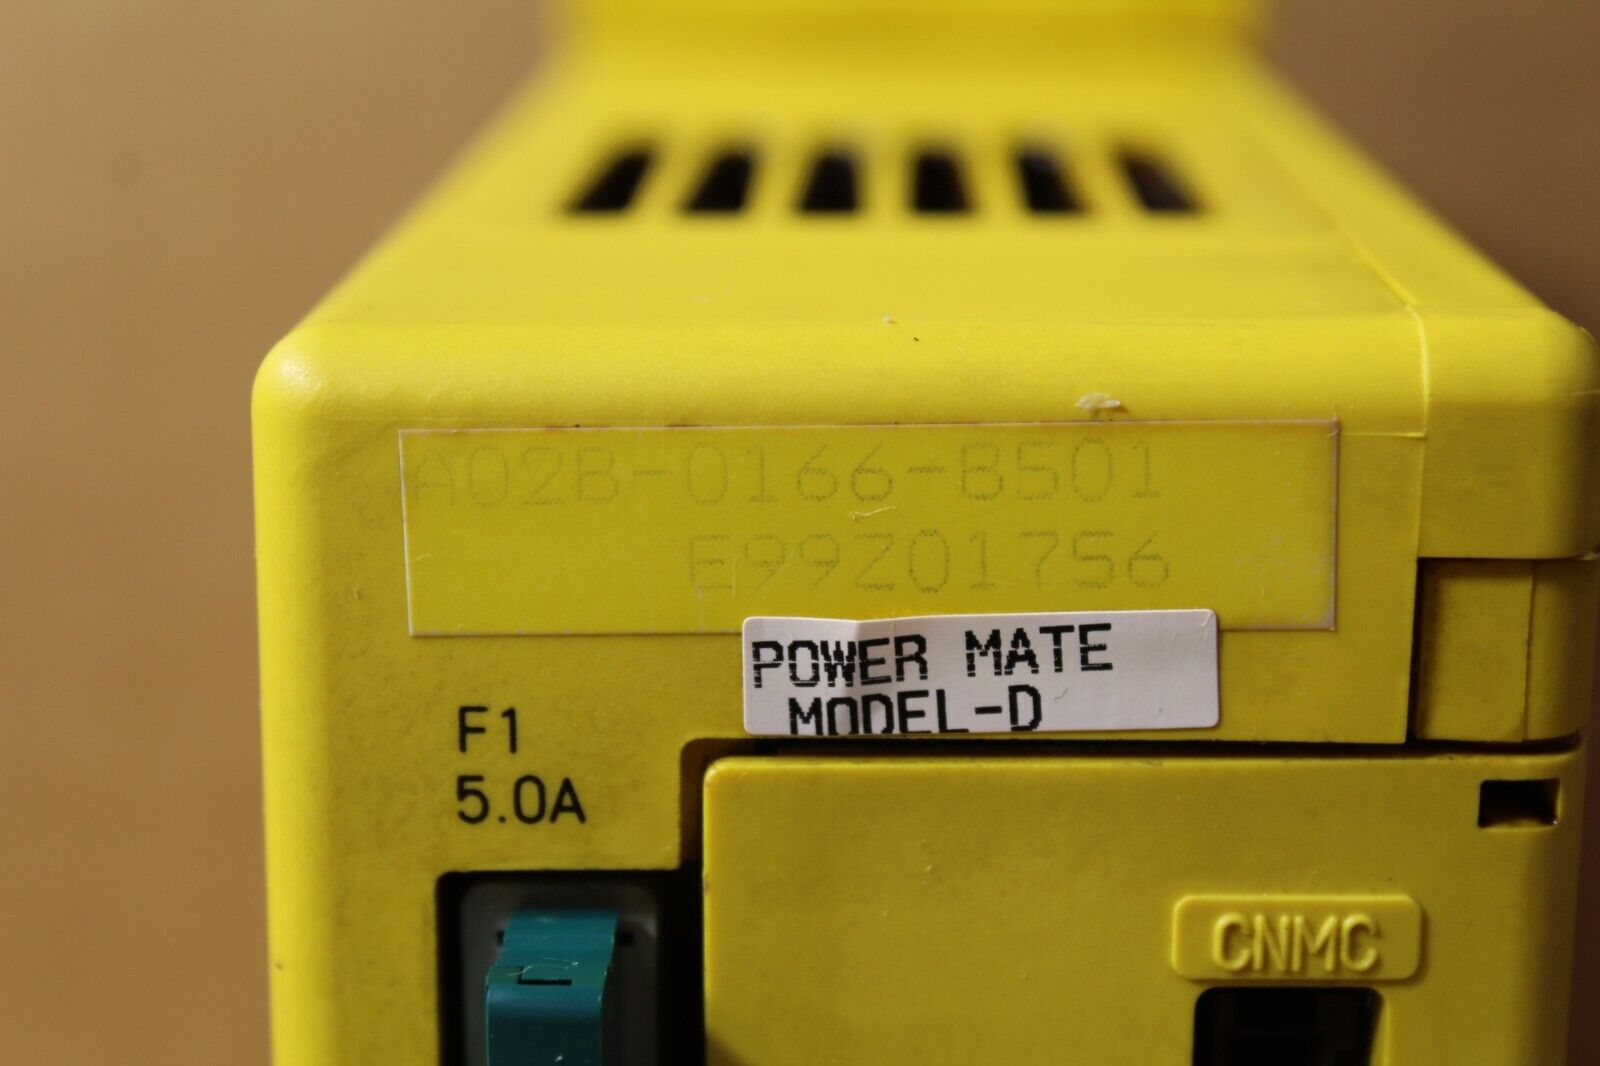 A02B-0166-B501
E99Z01756
POWER MATE
MODEL-D
F1
5.0A
CNMC